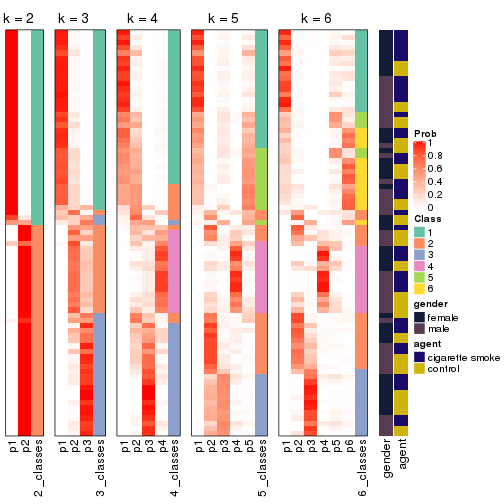 k = 2
k = 3
k = 4
k = 5
k = 6
Prob
1
0.8
0.6
0.4
0.2
0
Class
1
2
3
4
5
6
gender
female
male
agent
cigarette smoke
control
p1
p2
2_classes
p1
p2
p3
3_classes
p1
p2
p3
p4
4_classes
p1
p2
p3
p4
p5
5_classes
p1
p2
p3
p4
p5
p6
6_classes
gender
agent